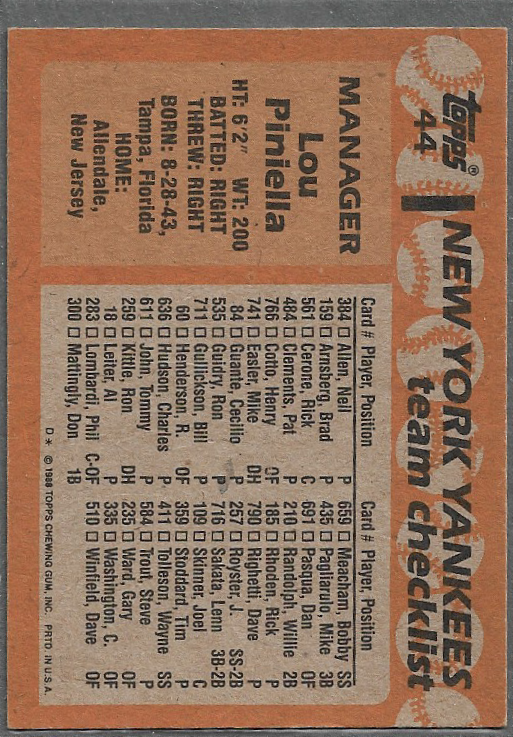 topps®
44
NEW YORK YANKEES
team checklist
MANAGER
Lou
Piniella
HT: 6'2" WT: 200
BATTED: RIGHT
THREW: RIGHT
BORN: 8-28-43,
Tampa, Florida
HOME:
Allendale,
New Jersey
Card # Player, Position Card # Player, Position
384 □ Allen, Neil P 659 □ Meacham, Bobby SS
159 □ Arnsberg, Brad P 435 □ Pagliarulo, Mike 3B
561 □ Cerone, Rick C 691 □ Pasqua, Dan OF
484 □ Clements, Pat P 210 □ Randolph, Willie 2B
766 □ Cotto, Henry OF 185 □ Rhoden, Rick P
741 □ Easler, Mike DH 790 □ Righetti, Dave P
84 □ Guante, Cecilio P 257 □ Royster, J. SS-2B
535 □ Guidry, Ron P 716 □ Sakata, Lenn 3B-2B
711 □ Gullickson, Bill P 109 □ Skinner, Joel C
60 □ Henderson, R. OF 359 □ Stoddard, Tim P
636 □ Hudson, Charles P 411 □ Tolleson, Wayne SS
611 □ John, Tommy P 584 □ Trout, Steve P
259 □ Kittle, Ron DH 235 □ Ward, Gary OF
18 □ Leiter, Al P 335 □ Washington, C. OF
283 □ Lombardi, Phil C-OF 510 □ Winfield, Dave OF
300 □ Mattingly, Don 1B
D* © 1988 TOPPS CHEWING GUM, INC. PRTD. IN U.S.A.